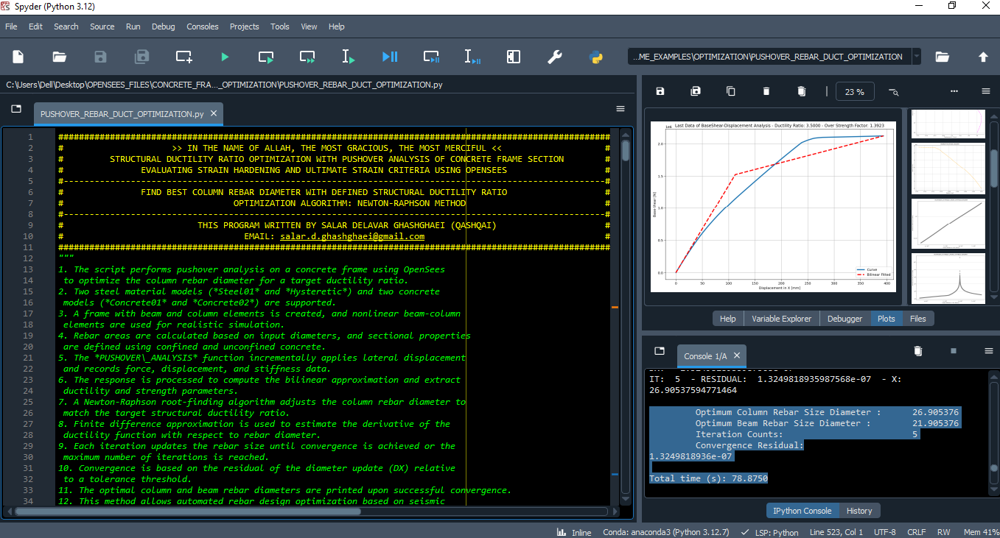 Spyder (Python 3.12)
File Edit Search Source Run Debug Consoles Projects Tools View Help
...ME_EXAMPLES\OPTIMIZATION\PUSHOVER_REBAR_DUCT_OPTIMIZATION
C:\Users\Dell\Desktop\OPENSEES_FILES\CONCRETE_FRA..._OPTIMIZATION\PUSHOVER_REBAR_DUCT_OPTIMIZATION.py
PUSHOVER_REBAR_DUCT_OPTIMIZATION.py
1 ###########################################################################################################
2 # >> IN THE NAME OF ALLAH, THE MOST GRACIOUS, THE MOST MERCIFUL << #
3 # STRUCTURAL DUCTILITY RATIO OPTIMIZATION WITH PUSHOVER ANALYSIS OF CONCRETE FRAME SECTION #
4 # EVALUATING STRAIN HARDENING AND ULTIMATE STRAIN CRITERIA USING OPENSEES #
5 #---------------------------------------------------------------------------------------------------------#
6 # FIND BEST COLUMN REBAR DIAMETER WITH DEFINED STRUCTURAL DUCTILITY RATIO #
7 # OPTIMIZATION ALGORITHM: NEWTON-RAPHSON METHOD #
8 #---------------------------------------------------------------------------------------------------------#
9 # THIS PROGRAM WRITTEN BY SALAR DELAVAR GHASHGHAEI (QASHQAI) #
10 # EMAIL: salar.d.ghashghaei@gmail.com #
11 ###########################################################################################################
12 """
13 1. The script performs pushover analysis on a concrete frame using OpenSees
14 to optimize the column rebar diameter for a target ductility ratio.
15 2. Two steel material models (*Steel01* and *Hysteretic*) and two concrete
16 models (*Concrete01* and *Concrete02*) are supported.
17 3. A frame with beam and column elements is created, and nonlinear beam-column
18 elements are used for realistic simulation.
19 4. Rebar areas are calculated based on input diameters, and sectional properties
20 are defined using confined and unconfined concrete.
21 5. The *PUSHOVER\_ANALYSIS* function incrementally applies lateral displacement
22 and records force, displacement, and stiffness data.
23 6. The response is processed to compute the bilinear approximation and extract
24 ductility and strength parameters.
25 7. A Newton-Raphson root-finding algorithm adjusts the column rebar diameter to
26 match the target structural ductility ratio.
27 8. Finite difference approximation is used to estimate the derivative of the
28 ductility function with respect to rebar diameter.
29 9. Each iteration updates the rebar size until convergence is achieved or the
30 maximum number of iterations is reached.
31 10. Convergence is based on the residual of the diameter update (DX) relative
32 to a tolerance threshold.
33 11. The optimal column and beam rebar diameters are printed upon successful convergence.
34 12. This method allows automated rebar design optimization based on seismic
23 %
1e6 Last Data of BaseShear-Displacement Analysis - Ductility Ratio: 3.5000 - Over Strength Factor: 1.3923
2.0
1.5
1.0
0.5
0.0
Base-Shear [N]
0 50 100 150 200 250 300 350 400
Displacement in X [mm]
Curve
Bilinear Fitted
Help Variable Explorer Debugger Plots Files
Console 1/A
IT: 5 - RESIDUAL: 1.3249818935987568e-07 - X:
26.90537594771464
Optimum Column Rebar Size Diameter : 26.905376
Optimum Beam Rebar Size Diameter : 21.905376
Iteration Counts: 5
Convergence Residual:
1.3249818936e-07
Total time (s): 78.8750
IPython Console History
Inline Conda: anaconda3 (Python 3.12.7) LSP: Python Line 523, Col 1 UTF-8 CRLF RW Mem 41%